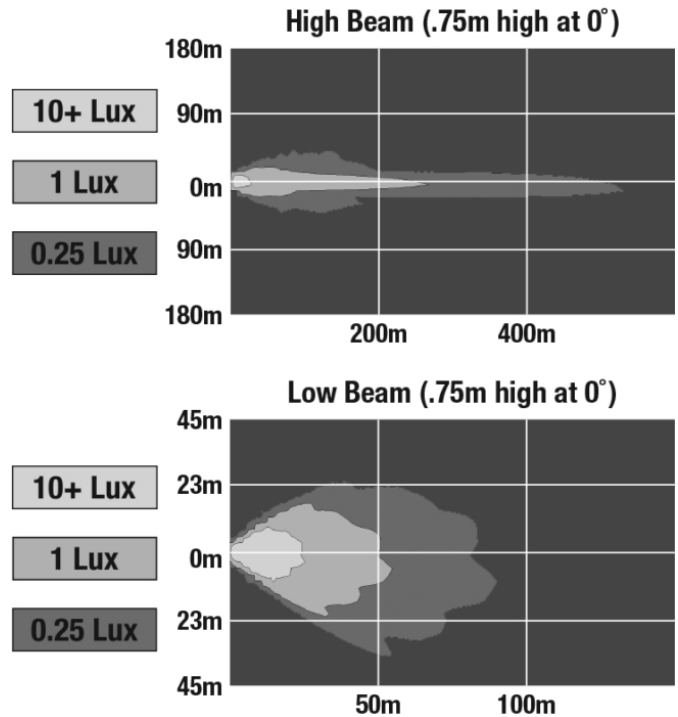 High Beam (.75m high at 0°)
180m
10+ Lux
90m
1 Lux
0m
0.25 Lux
90m
180m
200m
400m
Low Beam (.75m high at 0°)
45m
10+ Lux
23m
1 Lux
0m
0.25 Lux
23m
45m
50m
100m